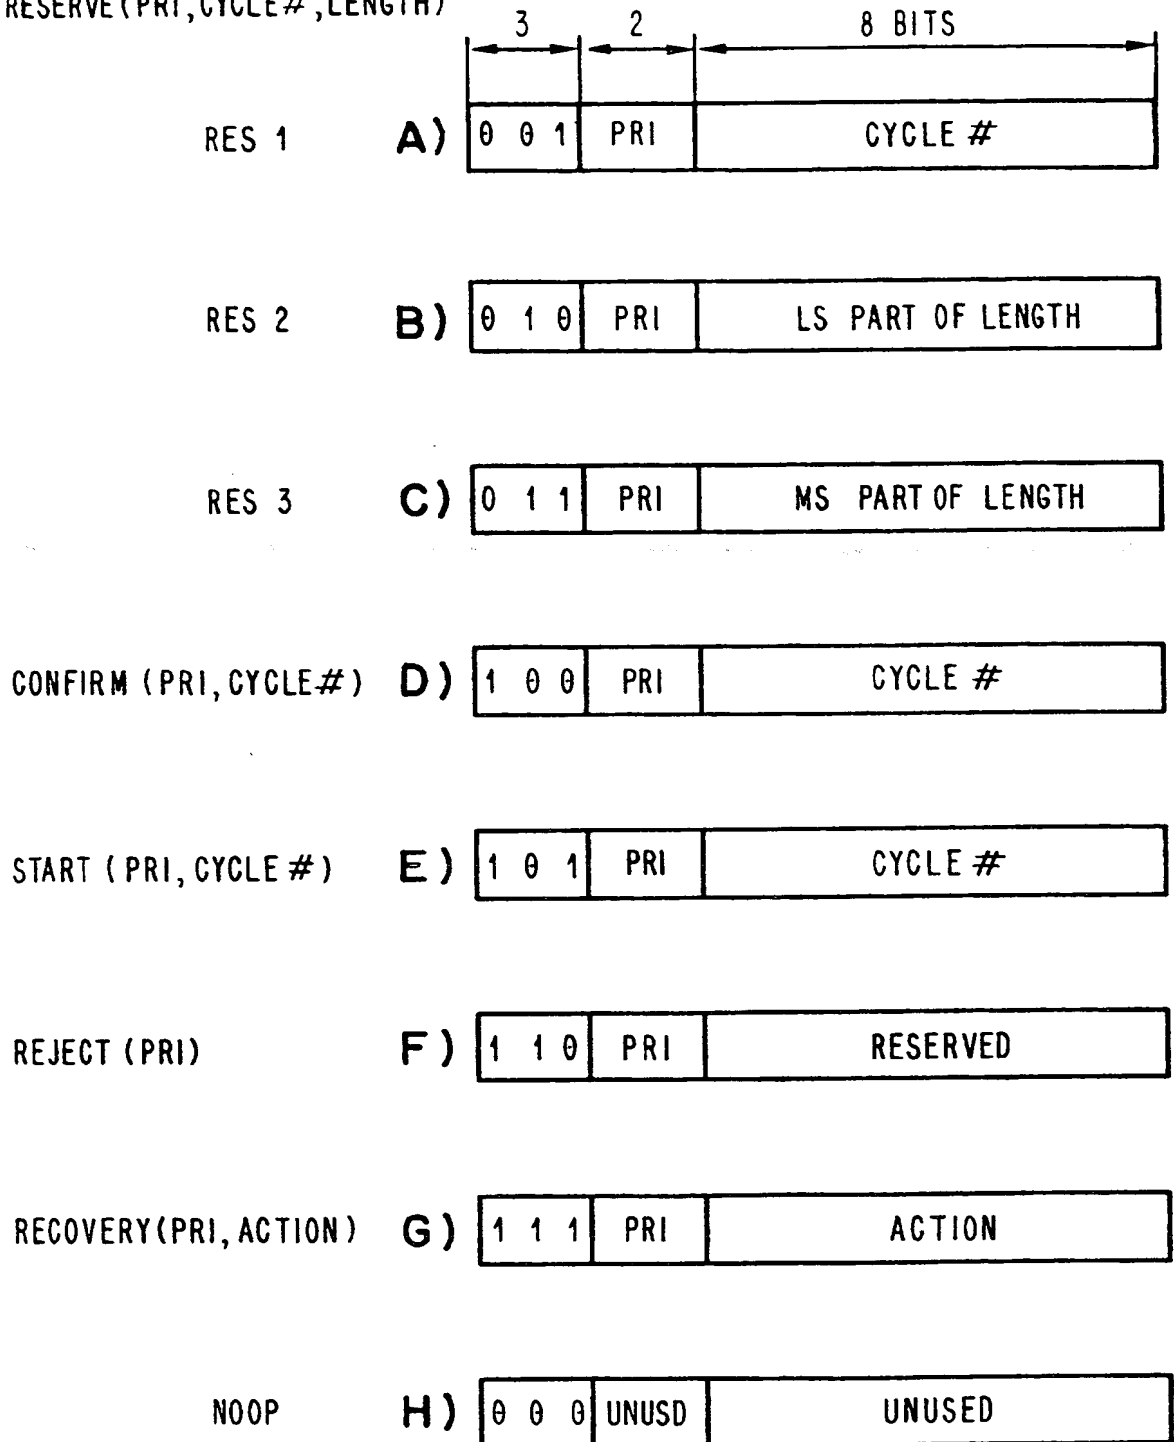 RESERVE(PRI,CYCLE#,LENGTH)
3 2 8 BITS
RES 1 A) 0 0 1 PRI CYCLE #
RES 2 B) 0 1 0 PRI LS PART OF LENGTH
RES 3 C) 0 1 1 PRI MS PART OF LENGTH
CONFIRM (PRI,CYCLE#) D) 1 0 0 PRI CYCLE #
START (PRI,CYCLE #) E) 1 0 1 PRI CYCLE #
REJECT (PRI) F) 1 1 0 PRI RESERVED
RECOVERY(PRI,ACTION) G) 1 1 1 PRI ACTION
NOOP H) 0 0 0 UNUSD UNUSED